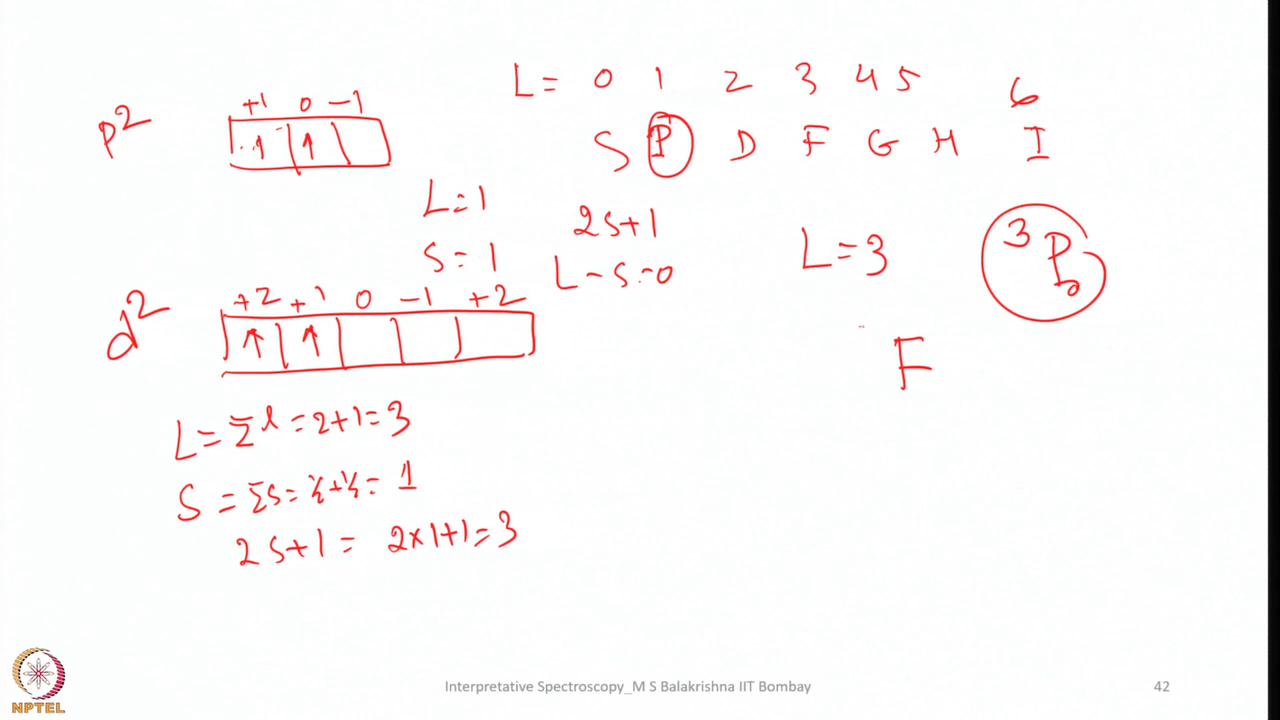 L = 0 1 2 3 4 5 6
S P D F G H I
p² +1 0 -1
↑ ↑
L=1
S=1
2S+1
L-S=0
L=3
³P₀
d² +2 +1 0 -1 +2
↑ ↑
F
L = Σl = 2+1=3
S = Σs = ½+½ = 1
2S+1 = 2×1+1=3
NPTEL
Interpretative Spectroscopy_M S Balakrishna IIT Bombay
42